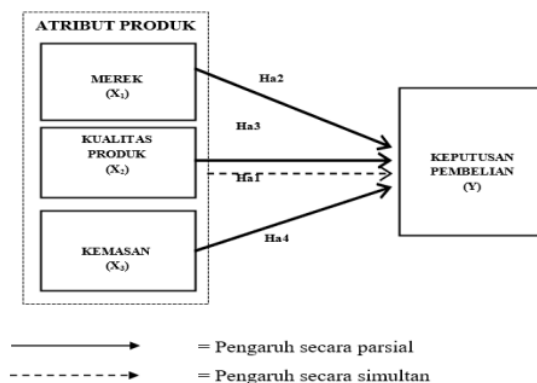 ATRIBUT PRODUK
MEREK
(X₁)
KUALITAS
PRODUK
(X₂)
KEMASAN
(X₃)
Ha2
Ha3
Ha1
Ha4
KEPUTUSAN
PEMBELIAN
(Y)
= Pengaruh secara parsial
= Pengaruh secara simultan